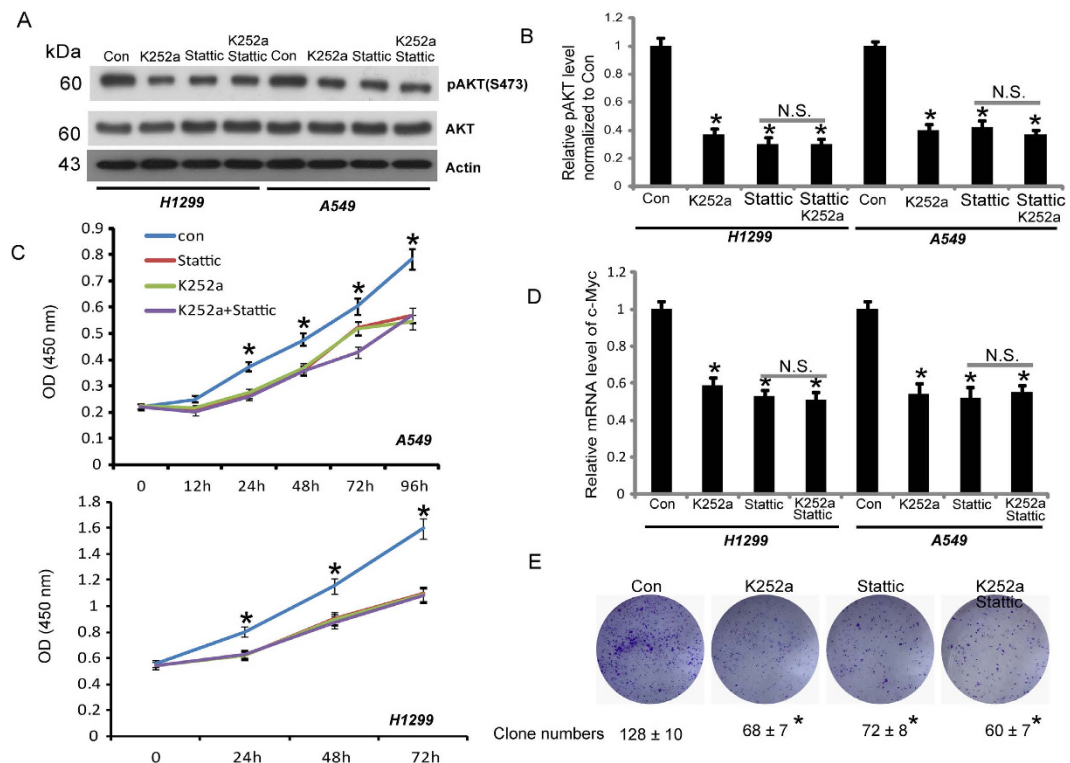 A
kDa
Con K252a Stattic K252a Stattic Con K252a Stattic K252a Stattic
60 pAKT(S473)
60 AKT
43 Actin
H1299 A549
B
Relative pAKT level
normalized to Con
1.2
1
0.8
0.6
0.4
0.2
0
* * * * * *
N.S. N.S.
Con K252a Stattic Stattic K252a Con K252a Stattic Stattic K252a
H1299 A549
C
con
Stattic
K252a
K252a+Stattic
OD (450 nm)
0.9
0.8
0.7
0.6
0.5
0.4
0.3
0.2
0.1
0
* * * * *
A549
0 12h 24h 48h 72h 96h
OD (450 nm)
1.8
1.6
1.4
1.2
1
0.8
0.6
0.4
0.2
0
* * *
H1299
0 24h 48h 72h
D
Relative mRNA level of c-Myc
1.2
1
0.8
0.6
0.4
0.2
0
* * * * * *
N.S. N.S.
Con K252a Stattic K252a Stattic Con K252a Stattic K252a Stattic
H1299 A549
E
Con K252a Stattic K252a Stattic
Clone numbers 128 ± 10 68 ± 7* 72 ± 8* 60 ± 7*